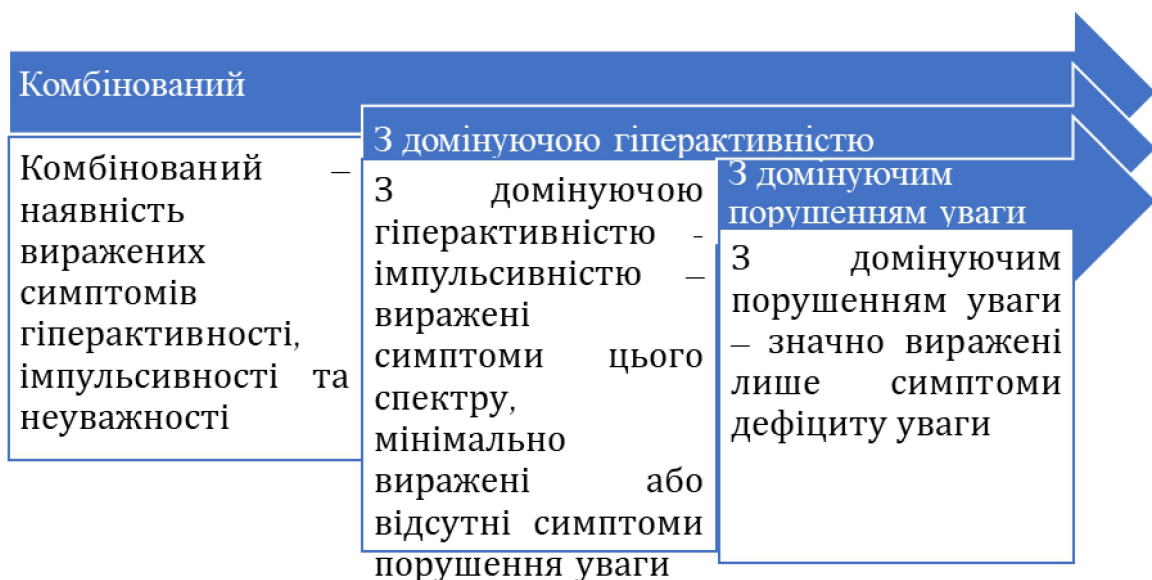 Комбінований
Комбінований –
наявність
виражених
симптомів
гіперактивності,
імпульсивності та
неуважності
З домінуючою гіперактивністю
З домінуючою
гіперактивністю -
імпульсивністю –
виражені
симптоми цього
спектру,
мінімально
виражені або
відсутні симптоми
порушення уваги
З домінуючим
порушенням уваги
З домінуючим
порушенням уваги
– значно виражені
лише симптоми
дефіциту уваги